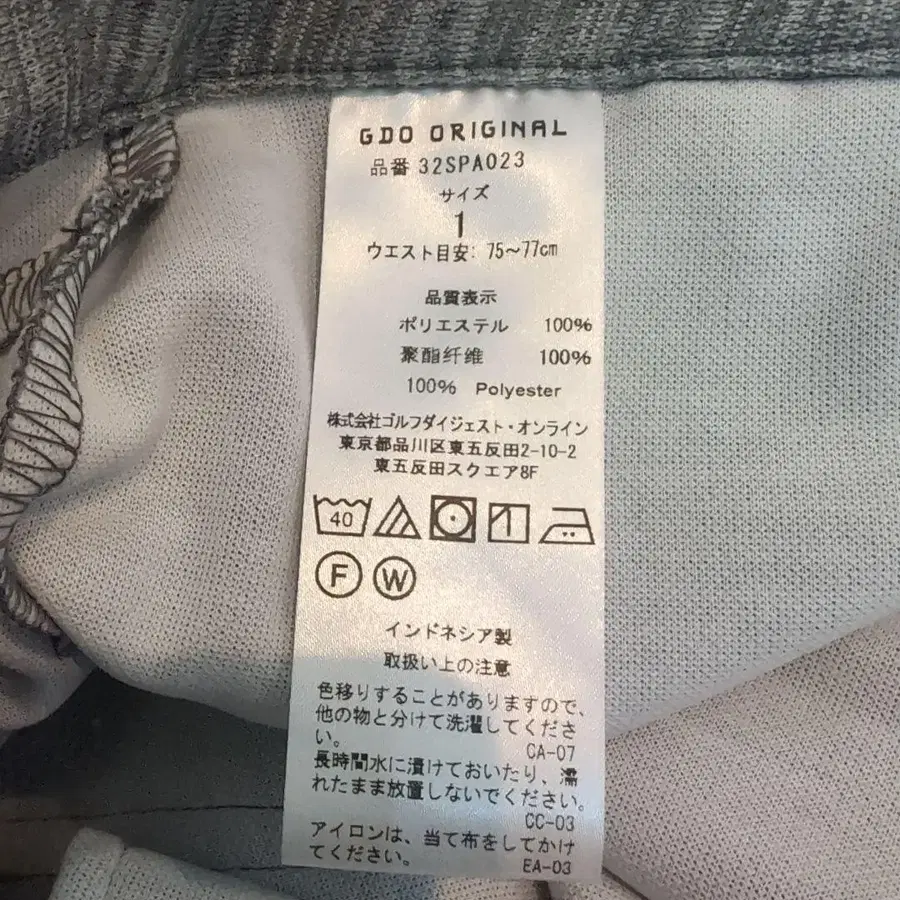 GDO ORIGINAL
品番 32SPA023
サイズ
1
ウエスト目安: 75～77cm
品質表示
ポリエステル 100%
聚酯纤维 100%
100% Polyester
株式会社ゴルフダイジェスト・オンライン
東京都品川区東五反田2-10-2
東五反田スクエア8F
40
F W
インドネシア製
取扱い上の注意
色移りすることがありますので、
他の物と分けて洗濯してくださ
い。 CA-07
長時間水に漬けておいたり、濡
れたまま放置しないでください。
CC-03
アイロンは、当て布をしてかけ
てください。 EA-03